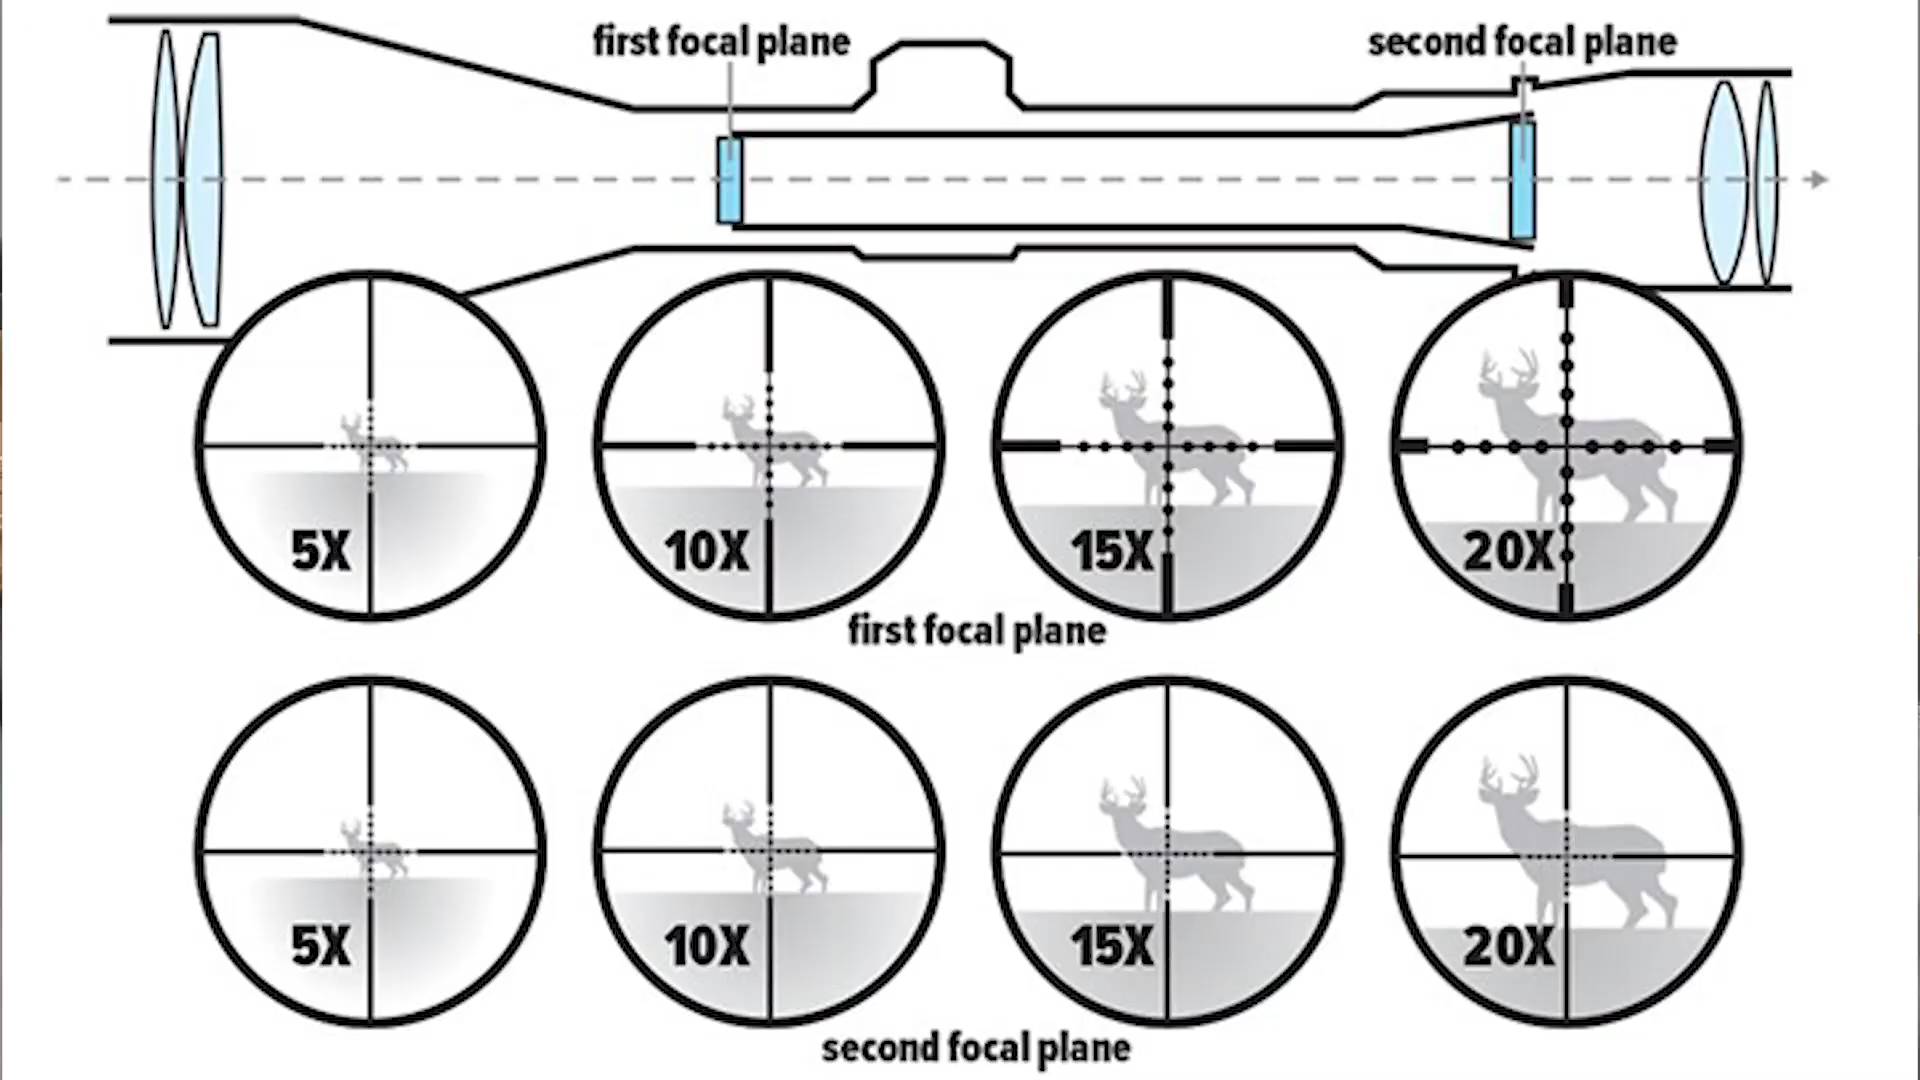 first focal plane
second focal plane
5X
10X
15X
20X
first focal plane
5X
10X
15X
20X
second focal plane